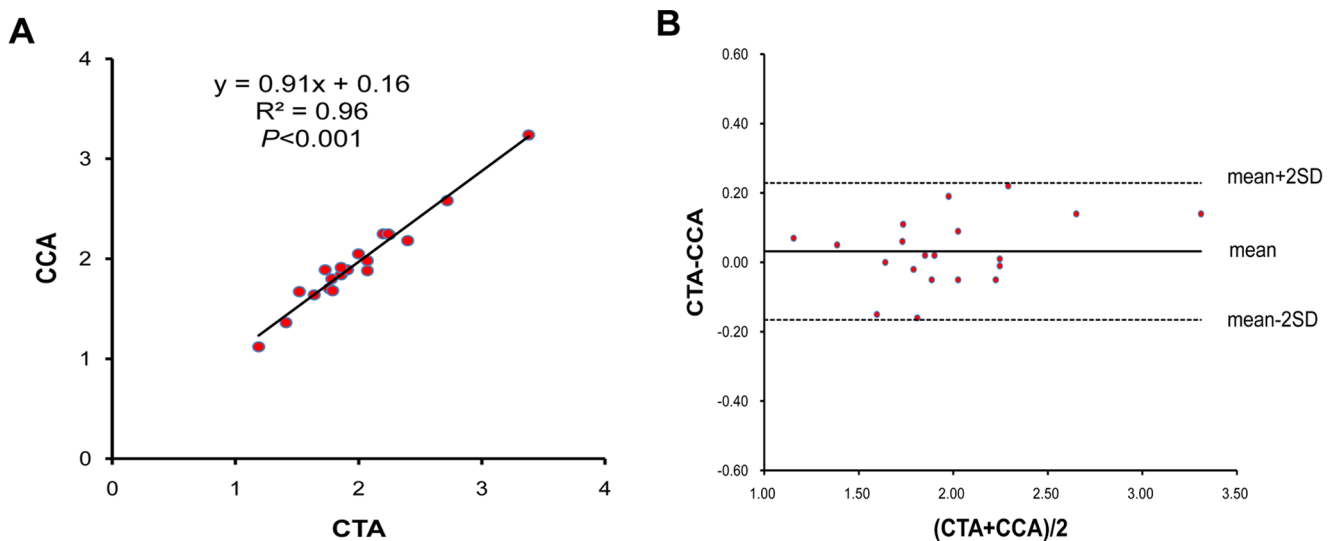 A
4
3
2
1
0
0 1 2 3 4
CCA
CTA
y = 0.91x + 0.16
R² = 0.96
P<0.001
B
0.60
0.40
0.20
0.00
-0.20
-0.40
-0.60
1.00 1.50 2.00 2.50 3.00 3.50
CTA-CCA
(CTA+CCA)/2
mean+2SD
mean
mean-2SD